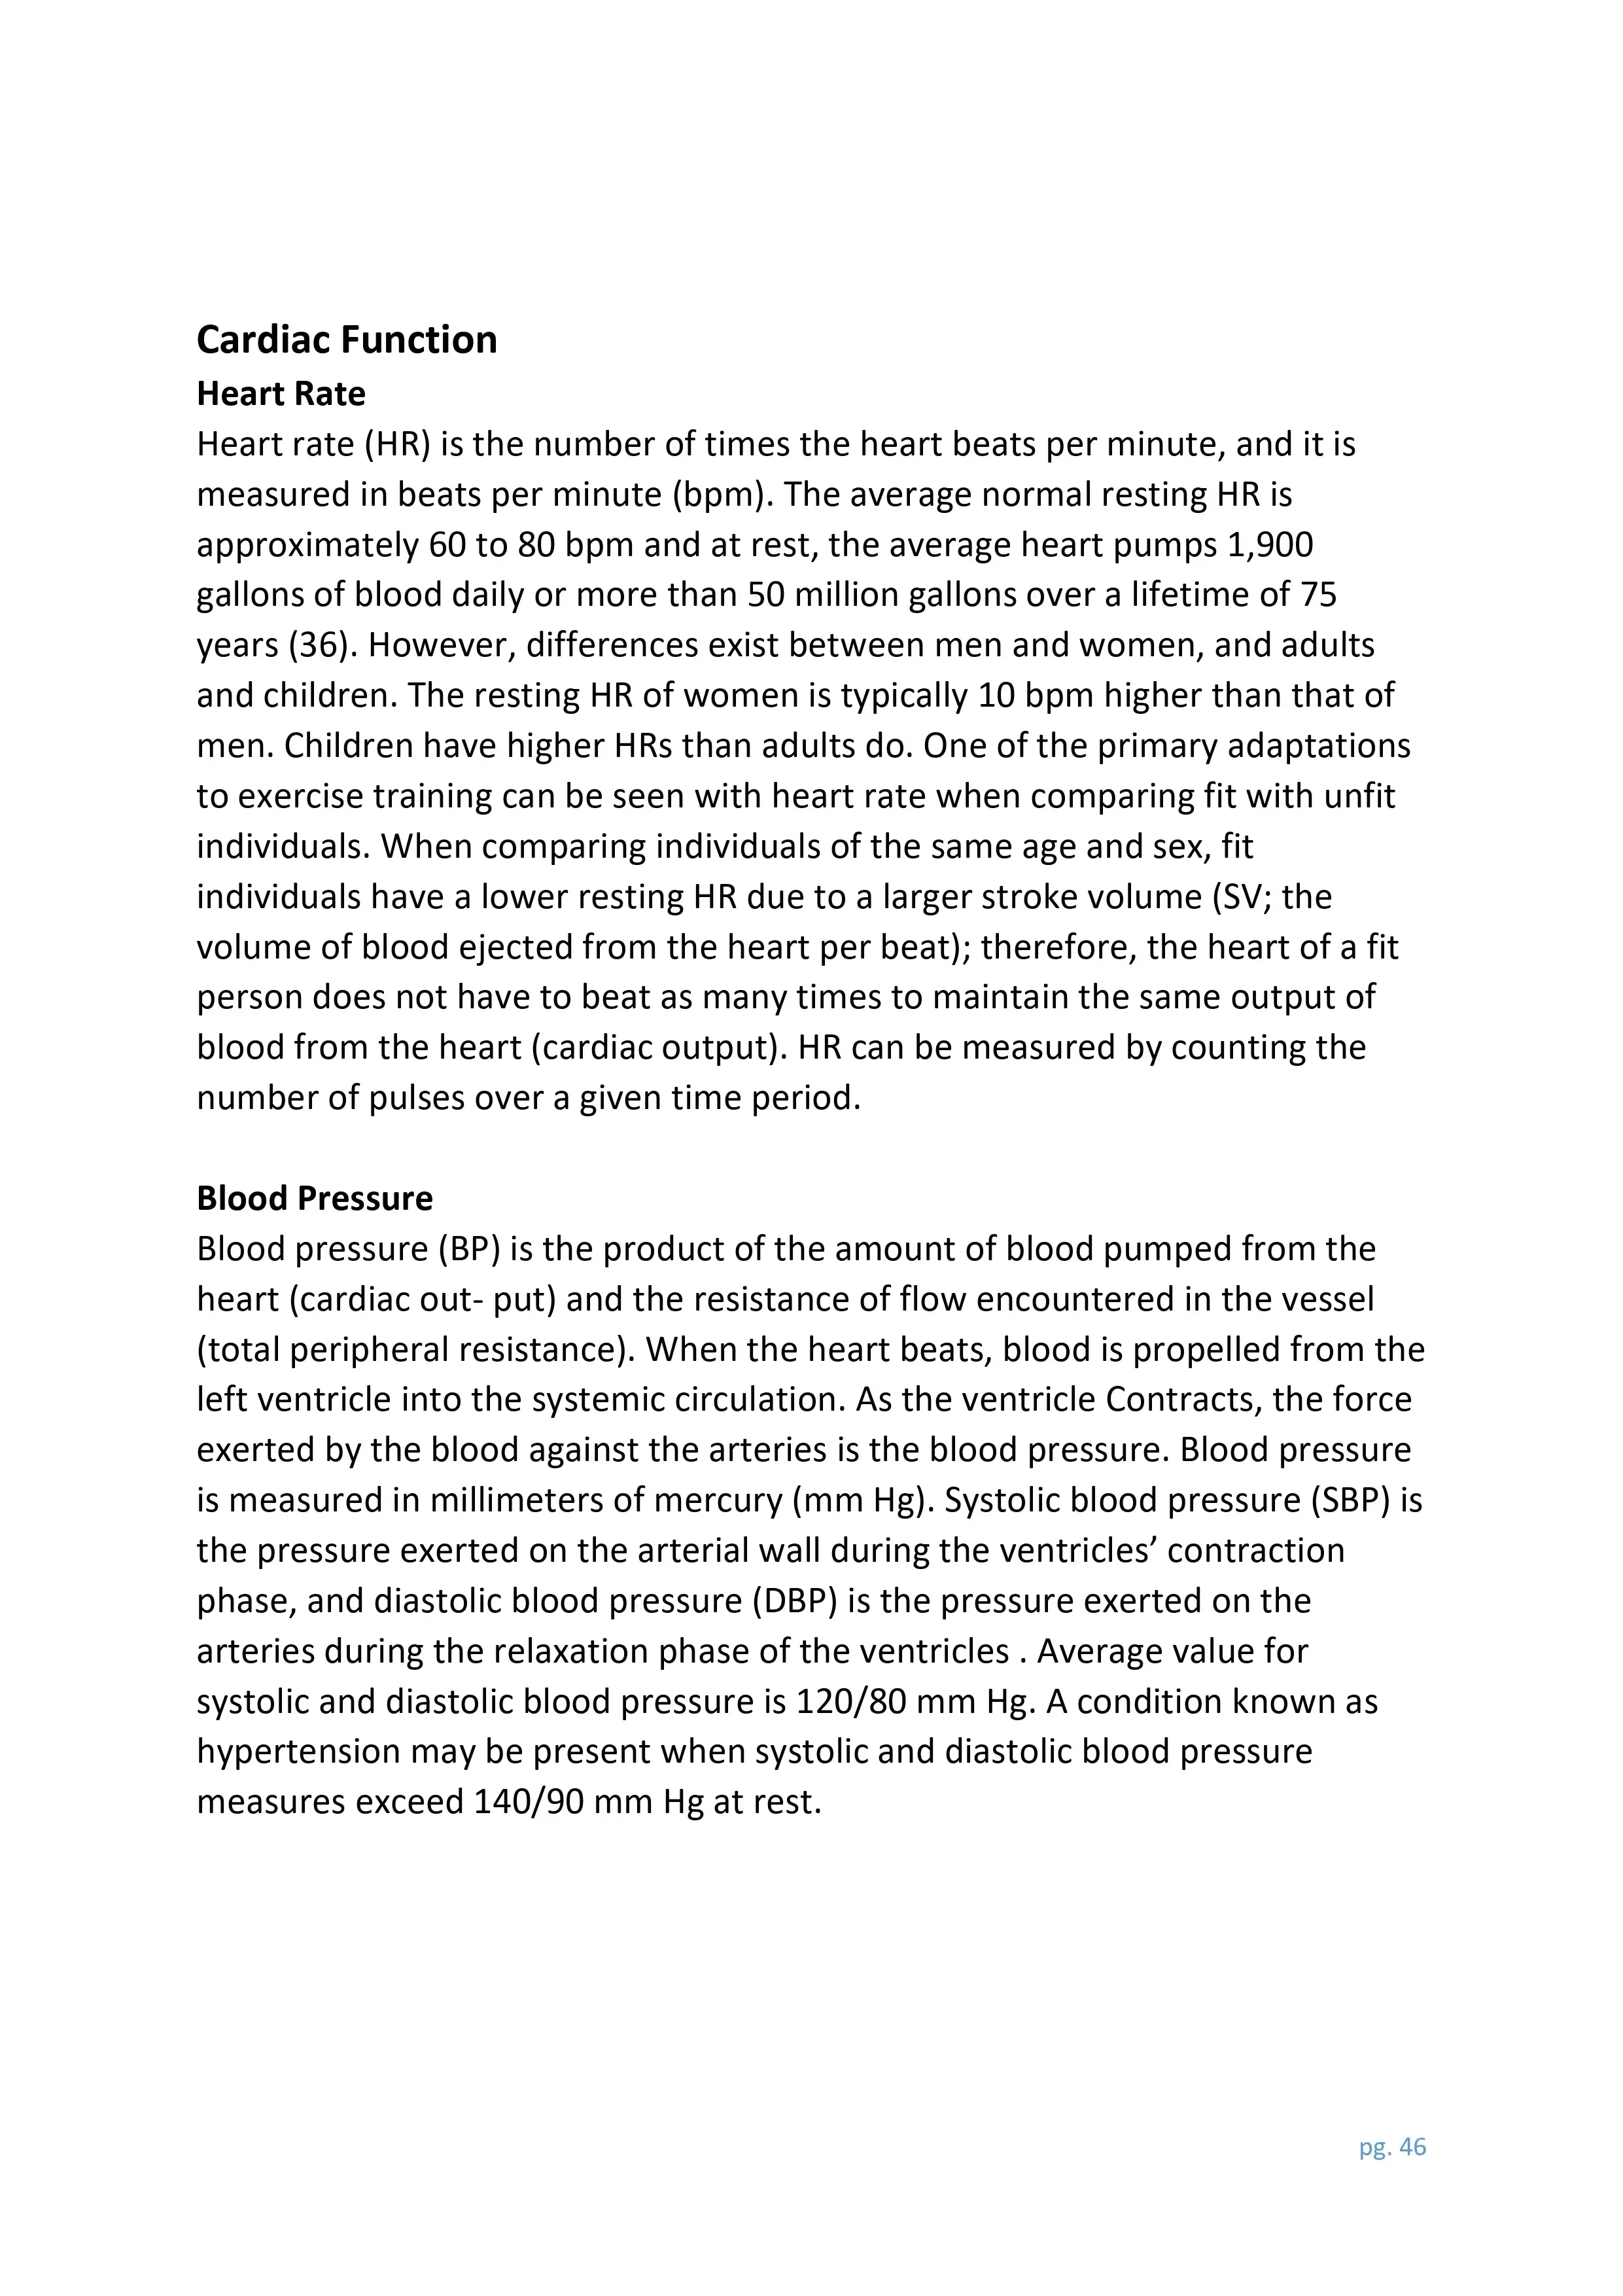 Cardiac Function
Heart Rate
Heart rate (HR) is the number of times the heart beats per minute, and it is
measured in beats per minute (bpm). The average normal resting HR is
approximately 60 to 80 bpm and at rest, the average heart pumps 1,900
gallons of blood daily or more than 50 million gallons over a lifetime of 75
years (36). However, differences exist between men and women, and adults
and children. The resting HR of women is typically 10 bpm higher than that of
men. Children have higher HRs than adults do. One of the primary adaptations
to exercise training can be seen with heart rate when comparing fit with unfit
individuals. When comparing individuals of the same age and sex, fit
individuals have a lower resting HR due to a larger stroke volume (SV; the
volume of blood ejected from the heart per beat); therefore, the heart of a fit
person does not have to beat as many times to maintain the same output of
blood from the heart (cardiac output). HR can be measured by counting the
number of pulses over a given time period.
Blood Pressure
Blood pressure (BP) is the product of the amount of blood pumped from the
heart (cardiac out- put) and the resistance of flow encountered in the vessel
(total peripheral resistance). When the heart beats, blood is propelled from the
left ventricle into the systemic circulation. As the ventricle Contracts, the force
exerted by the blood against the arteries is the blood pressure. Blood pressure
is measured in millimeters of mercury (mm Hg). Systolic blood pressure (SBP) is
the pressure exerted on the arterial wall during the ventricles’ contraction
phase, and diastolic blood pressure (DBP) is the pressure exerted on the
arteries during the relaxation phase of the ventricles . Average value for
systolic and diastolic blood pressure is 120/80 mm Hg. A condition known as
hypertension may be present when systolic and diastolic blood pressure
measures exceed 140/90 mm Hg at rest.
pg. 46